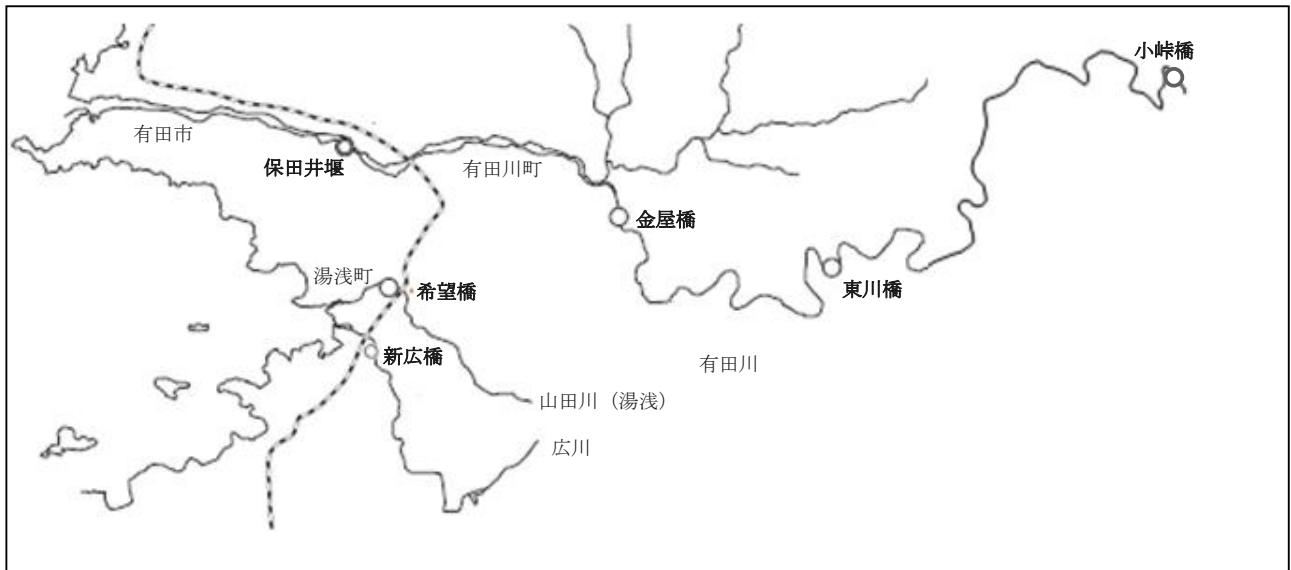 小峠橋
有田市
保田井堰
有田川町
金屋橋
東川橋
湯浅町
希望橋
新広橋
有田川
山田川（湯浅）
広川